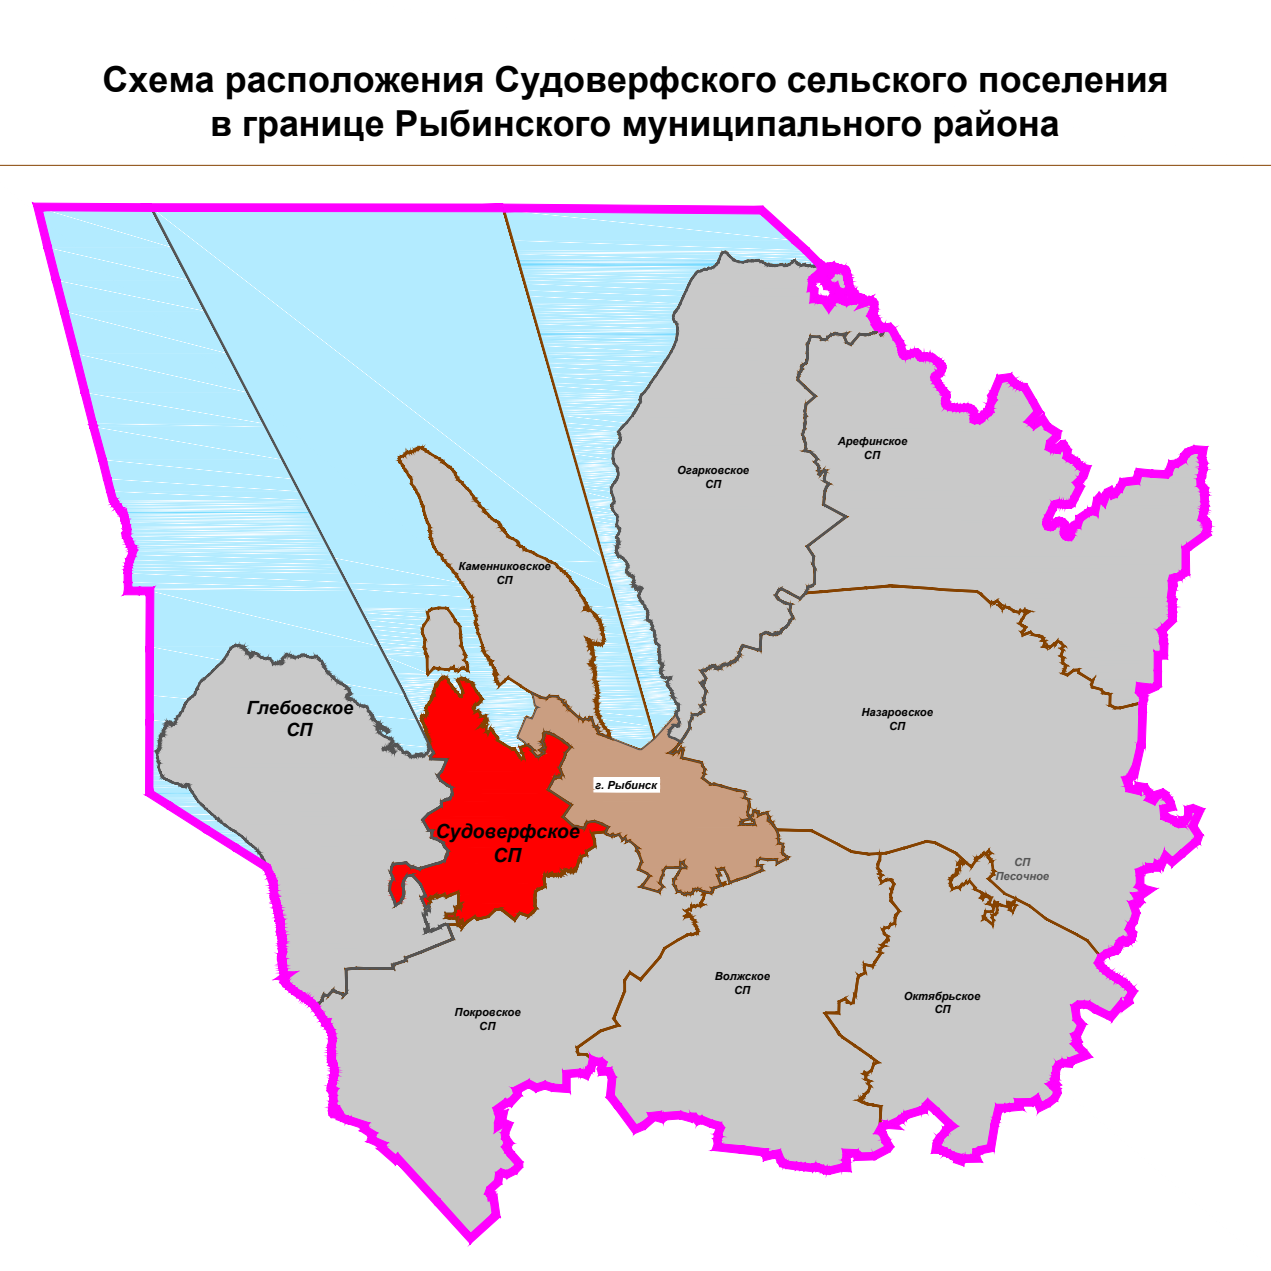 Схема расположения Судоверфского сельского поселения
в границе Рыбинского муниципального района
Арефинское
СП
Огарковское
СП
Каменниковское
СП
Глебовское
СП
Назаровское
СП
г. Рыбинск
Судоверфское
СП
СП
Песочное
Волжское
СП
Октябрьское
СП
Покровское
СП